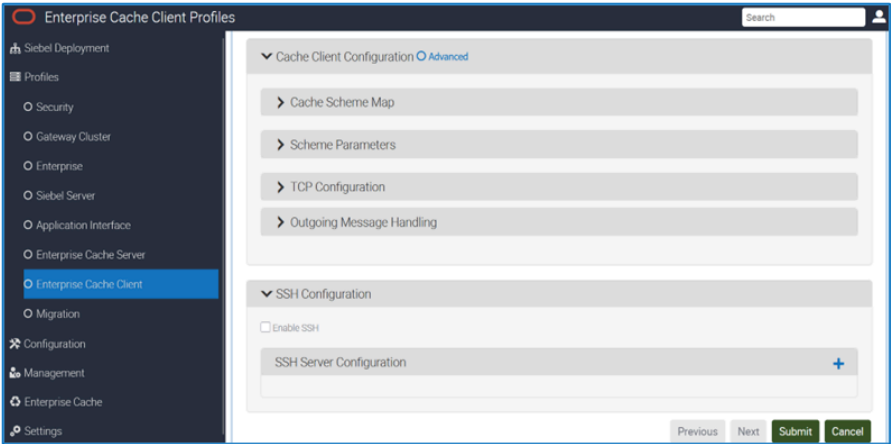 Enterprise Cache Client Profiles
Search
Siebel Deployment
Profiles
Security
Gateway Cluster
Enterprise
Siebel Server
Application Interface
Enterprise Cache Server
Enterprise Cache Client
Migration
Configuration
Management
Enterprise Cache
Settings
Cache Client Configuration Advanced
Cache Scheme Map
Scheme Parameters
TCP Configuration
Outgoing Message Handling
SSH Configuration
Enable SSH
SSH Server Configuration
Previous Next Submit Cancel